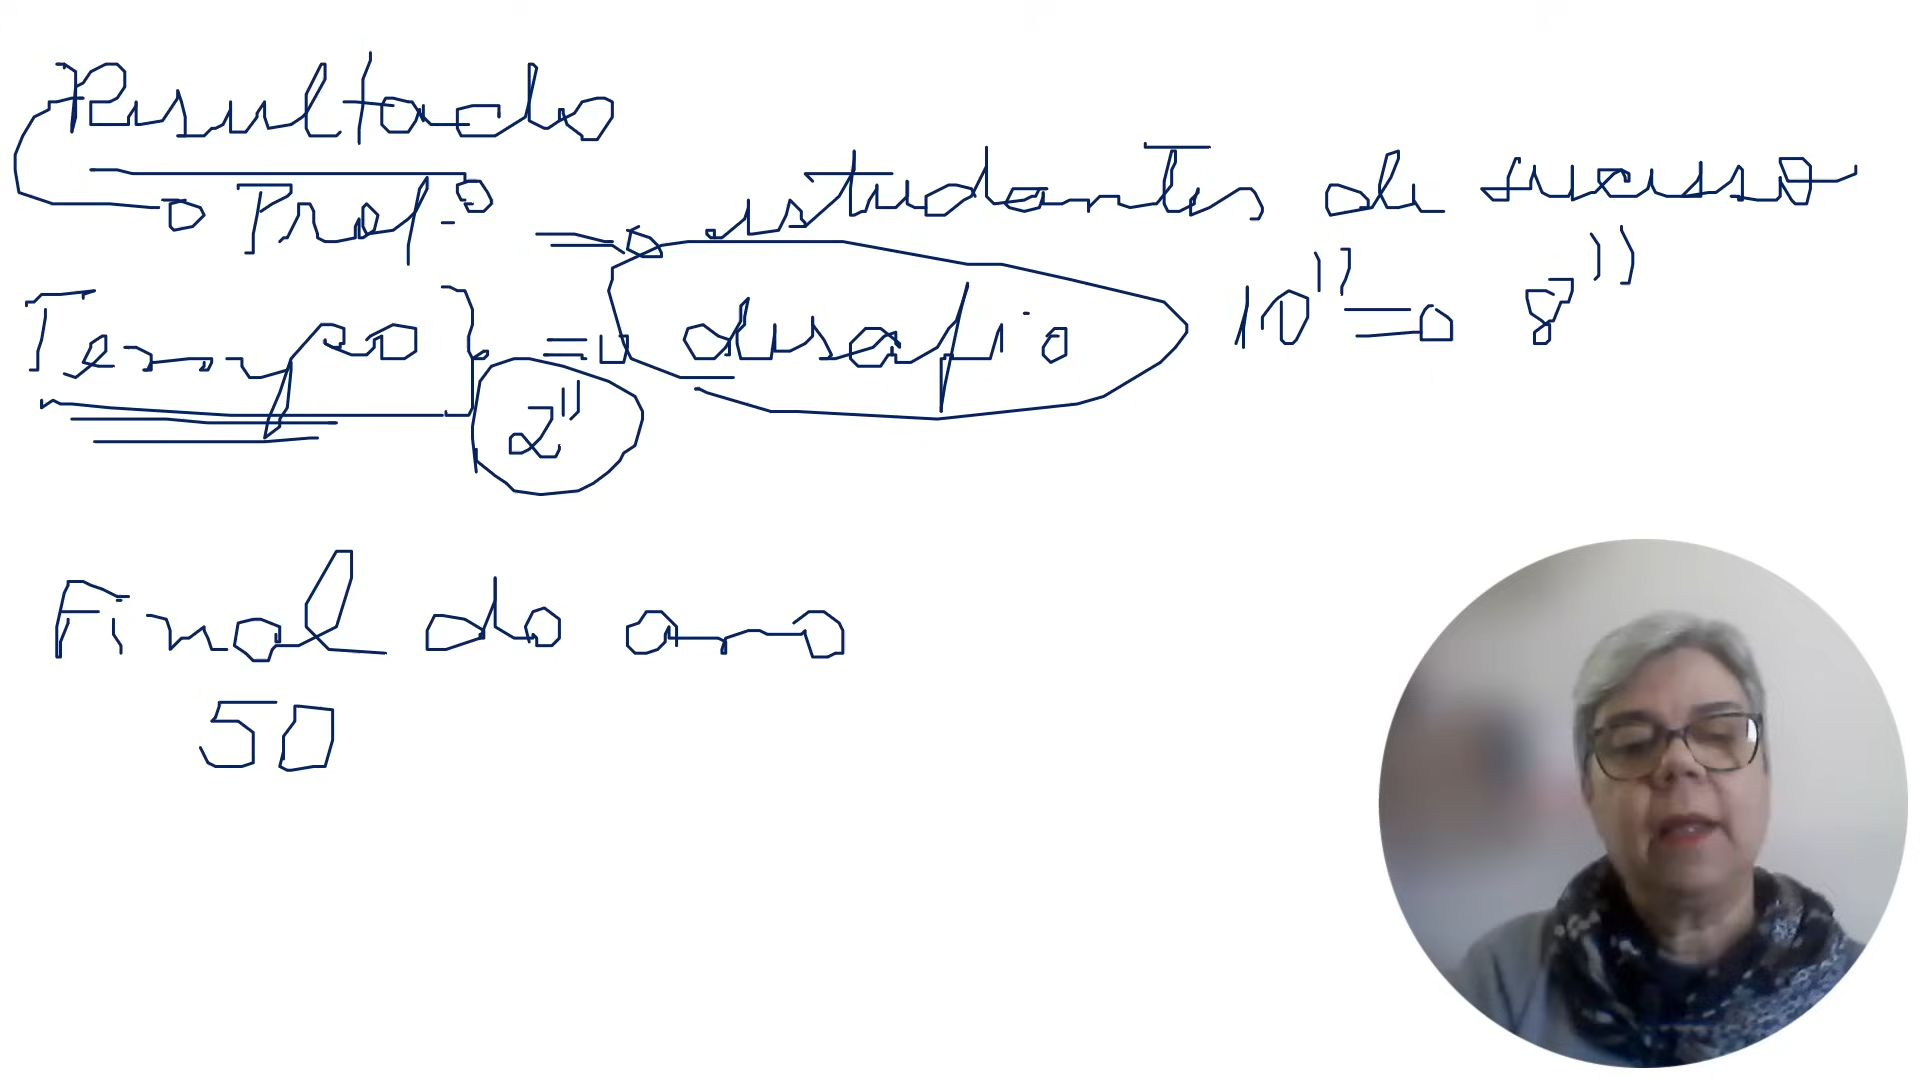 Resultado
→ Prof.º ⇒ estudantes de sucesso
Tempo } ⇒ desafio 10'' ⇒ 8''
2''
Final do ano
50